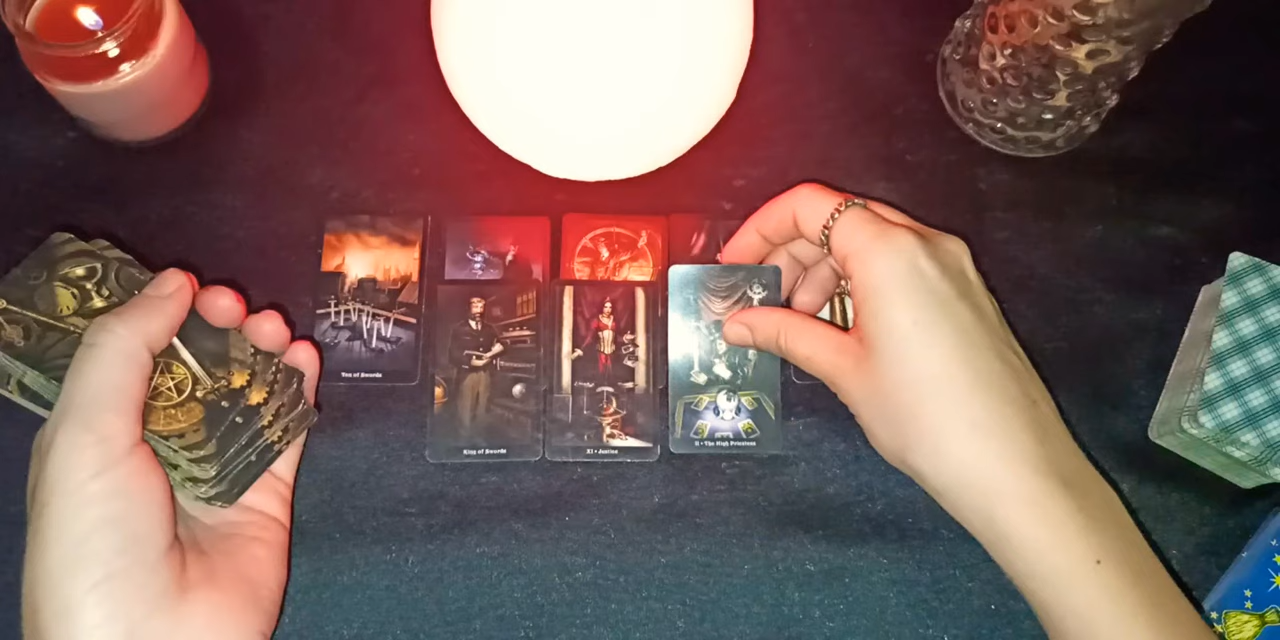 Ten of Swords
King of Swords
XI • Justice
II • The High Priestess